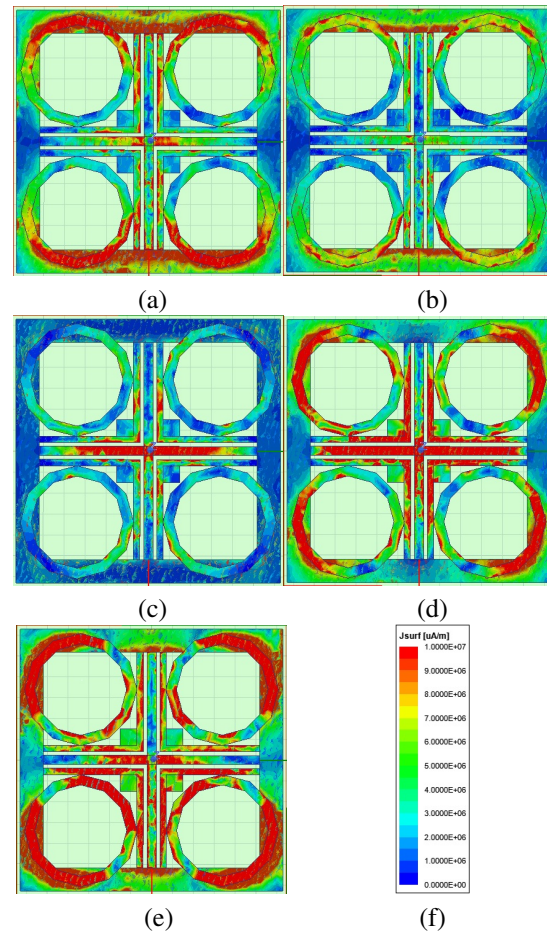 (a)
(b)
(c)
(d)
Jsurf [uA/m]
1.0000E+07
9.0000E+06
8.0000E+06
7.0000E+06
6.0000E+06
5.0000E+06
4.0000E+06
3.0000E+06
2.0000E+06
1.0000E+06
0.0000E+00
(e)
(f)